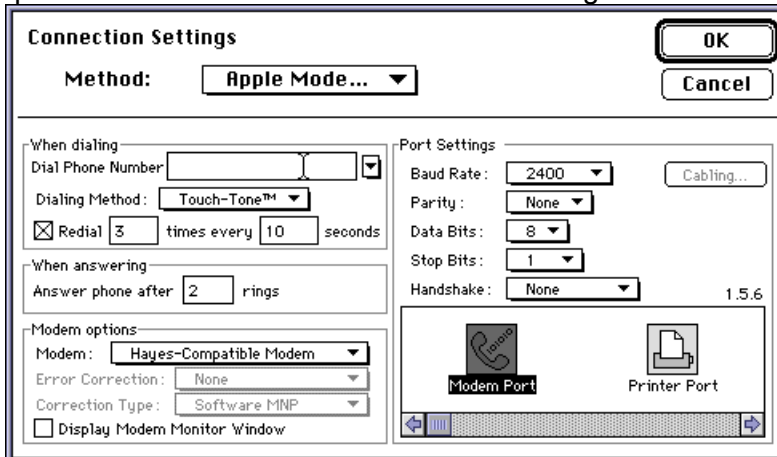 Connection Settings
OK
Method: Apple Mode...
Cancel
When dialing
Dial Phone Number
Dialing Method: Touch-Tone™
Redial 3 times every 10 seconds
When answering
Answer phone after 2 rings
Modem options
Modem: Hayes-Compatible Modem
Error Correction: None
Correction Type: Software MNP
Display Modem Monitor Window
Port Settings
Baud Rate: 2400
Cabling...
Parity: None
Data Bits: 8
Stop Bits: 1
Handshake: None
1.5.6
Modem Port
Printer Port